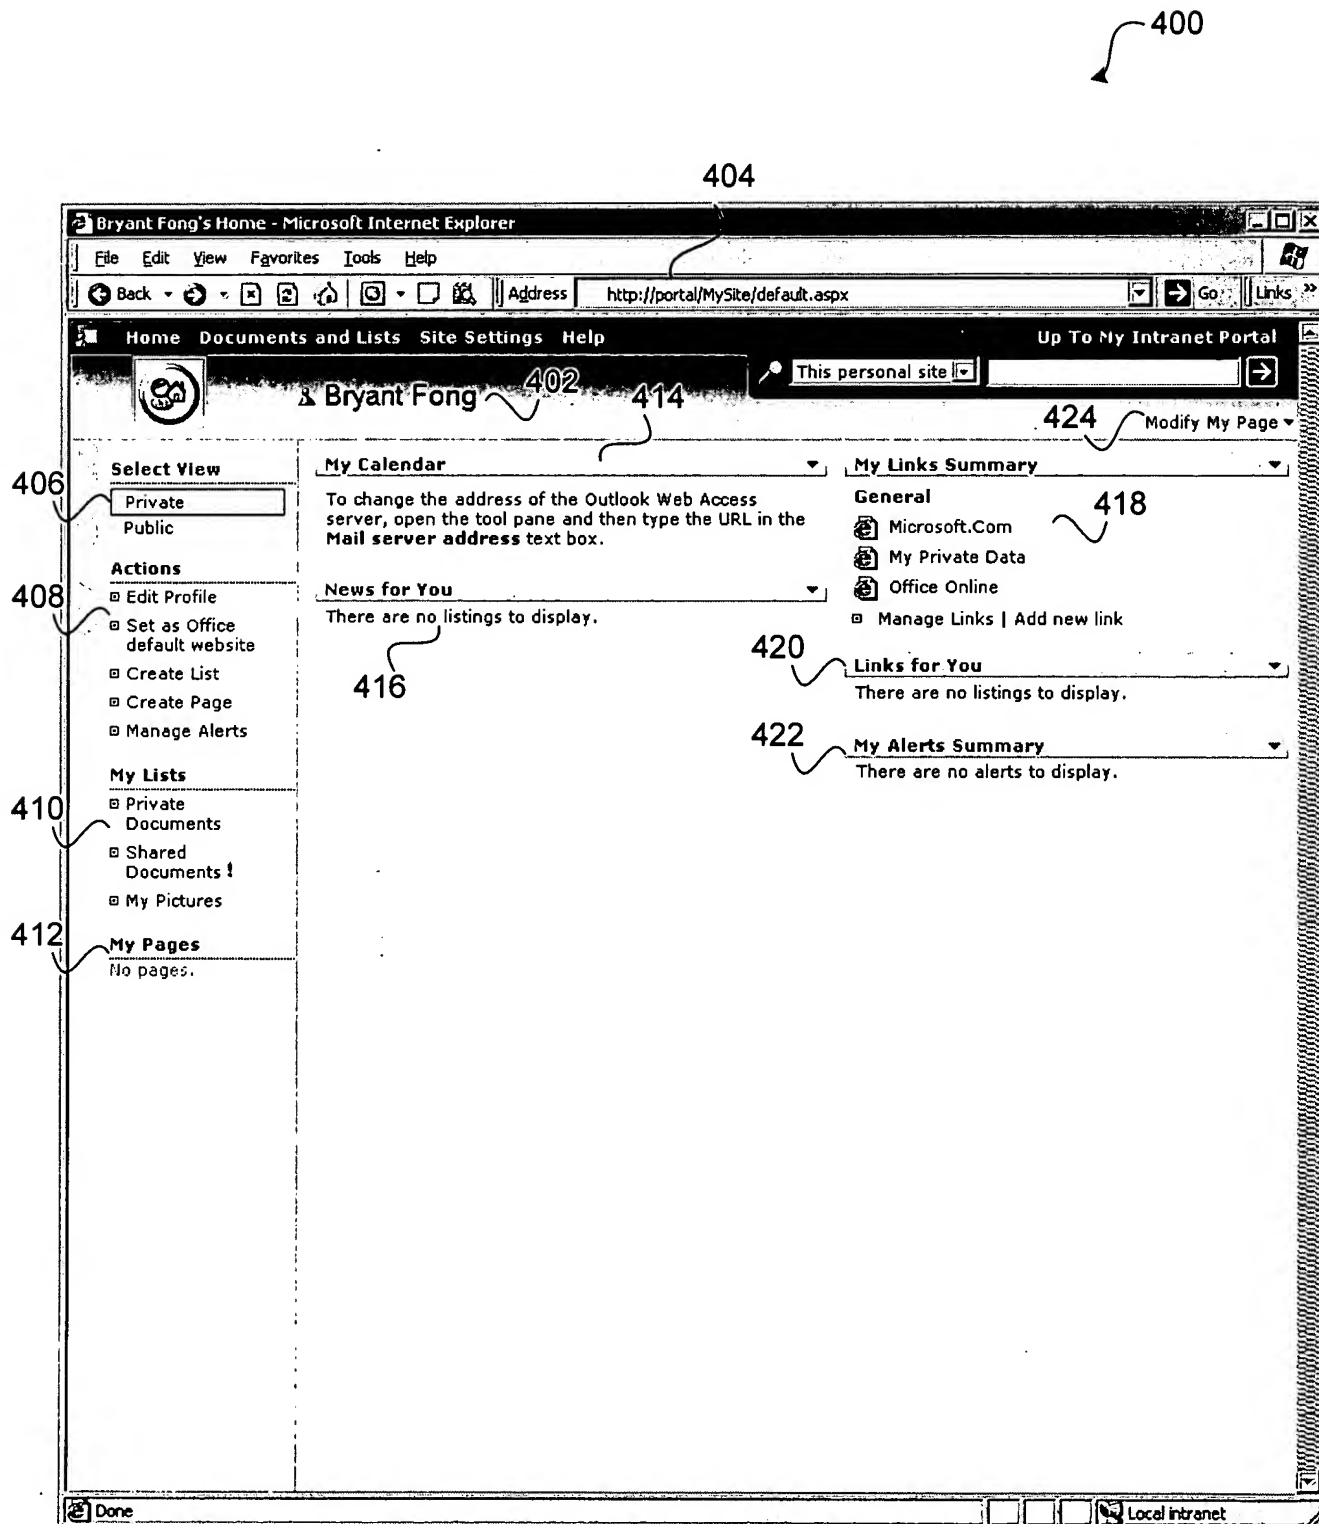 400
404
Bryant Fong's Home - Microsoft Internet Explorer
File Edit View Favorites Tools Help
Back Address http://portal/MySite/default.aspx Go Links »
Home Documents and Lists Site Settings Help Up To My Intranet Portal
This personal site
Bryant Fong 402 414
424 Modify My Page
406
Select View
Private
Public
Actions
408
Edit Profile
Set as Office
default website
Create List
Create Page
Manage Alerts
My Lists
410
Private
Documents
Shared
Documents !
My Pictures
412
My Pages
No pages.
My Calendar
To change the address of the Outlook Web Access
server, open the tool pane and then type the URL in the
Mail server address text box.
News for You
There are no listings to display.
416
My Links Summary
General
418
Microsoft.Com
My Private Data
Office Online
Manage Links | Add new link
420
Links for You
There are no listings to display.
422
My Alerts Summary
There are no alerts to display.
Done Local intranet